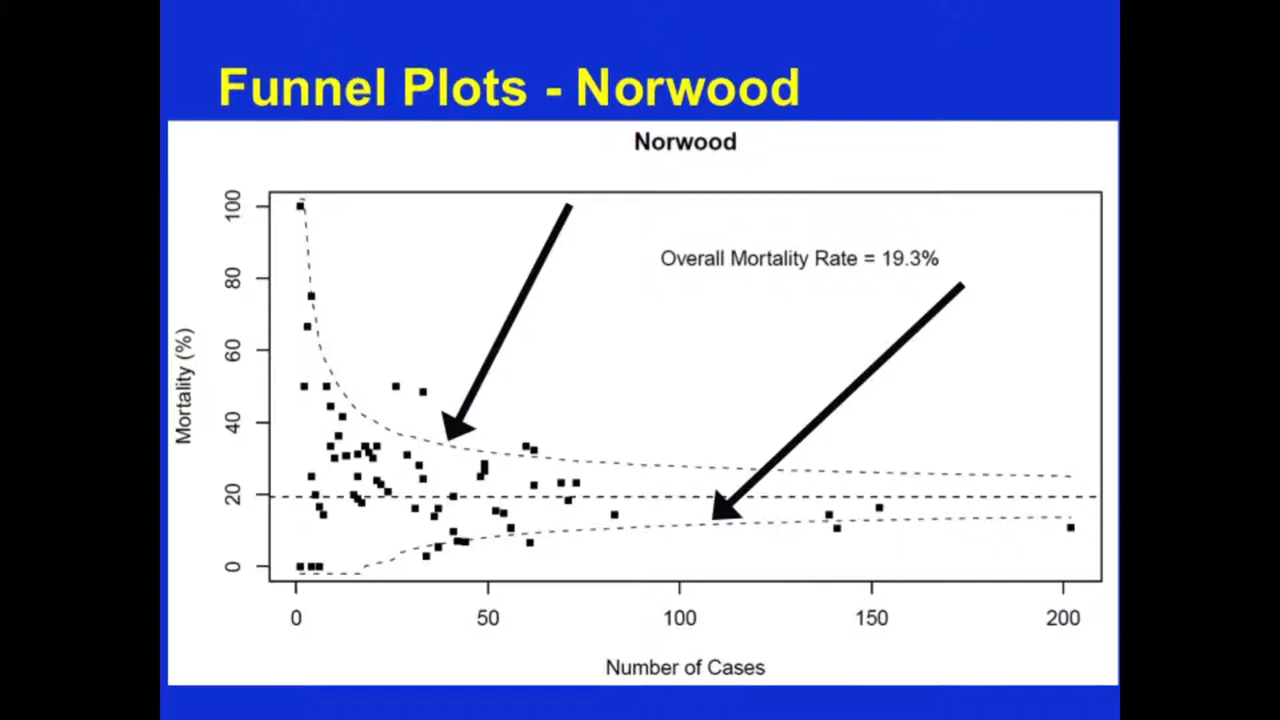 Funnel Plots - Norwood
Norwood
Overall Mortality Rate = 19.3%
Mortality (%)
100
80
60
40
20
0
0 50 100 150 200
Number of Cases